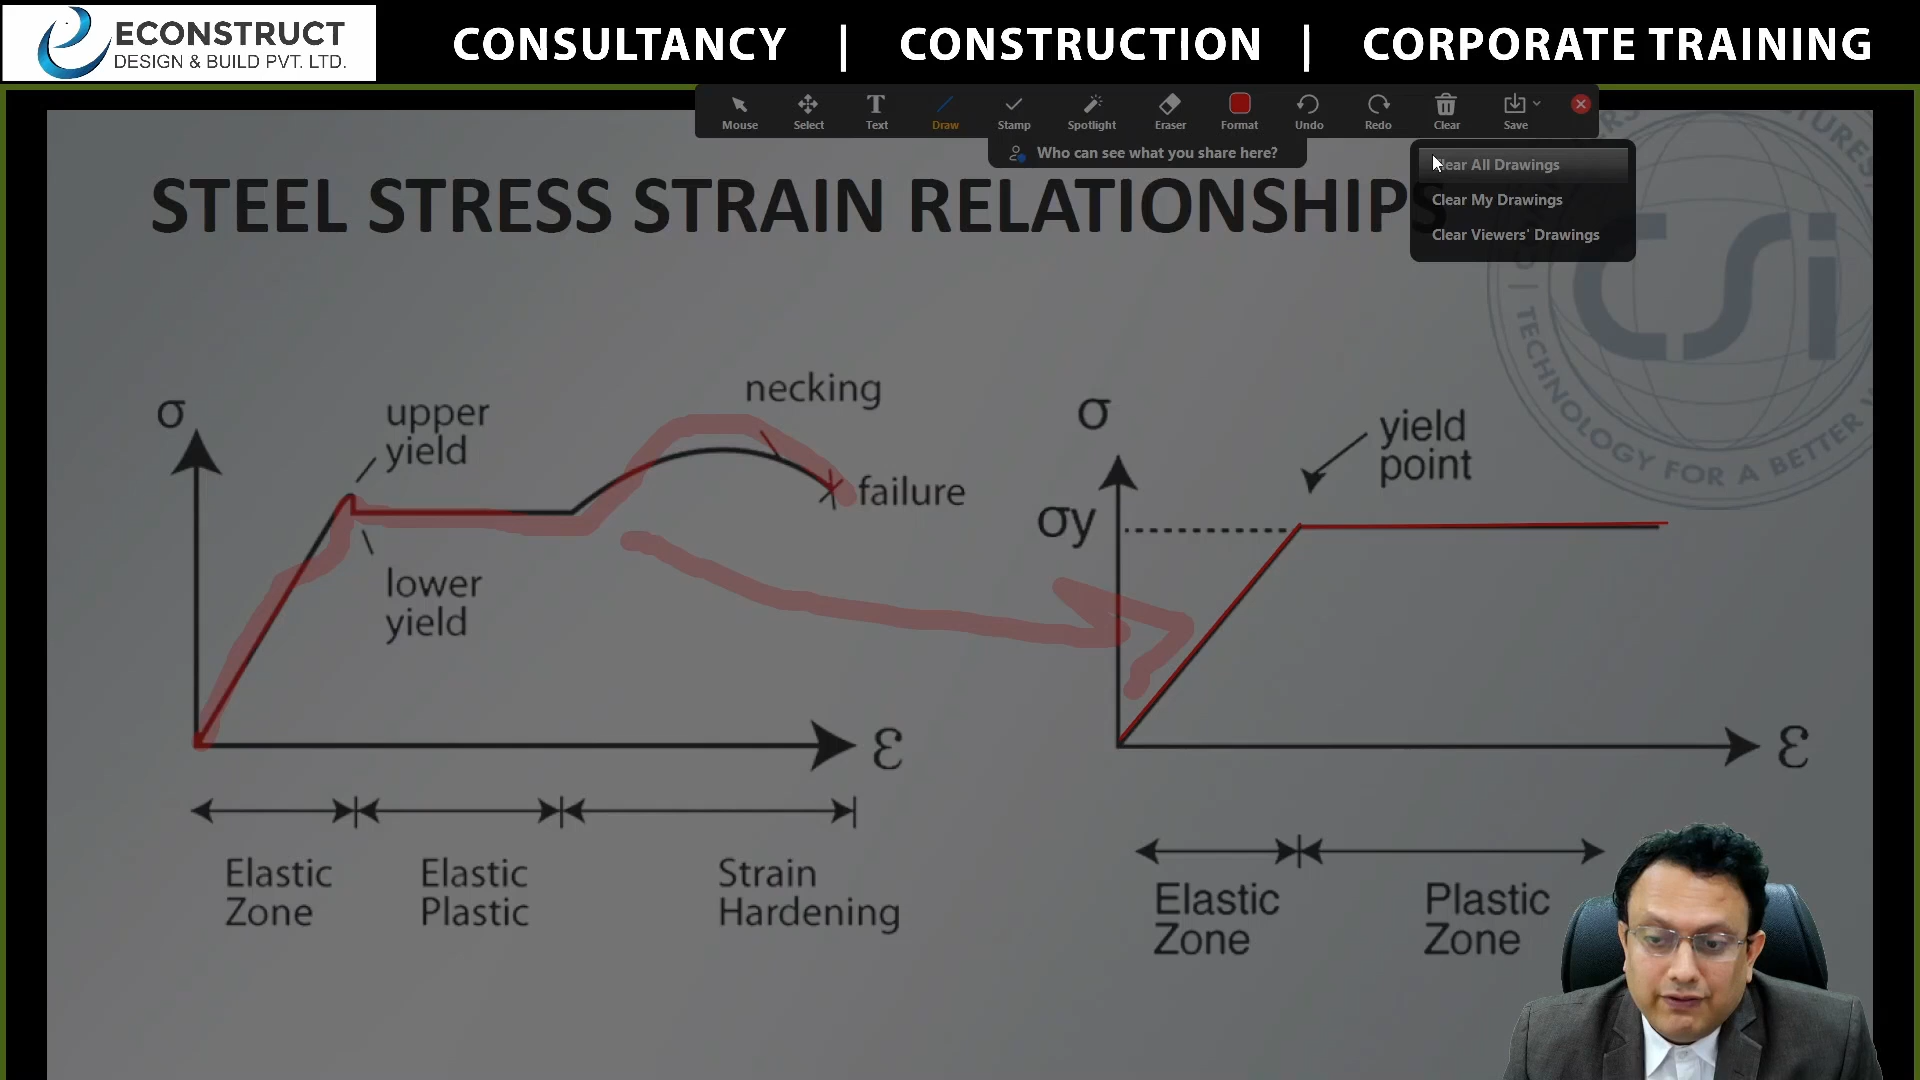 ECONSTRUCT
DESIGN & BUILD PVT. LTD.
CONSULTANCY | CONSTRUCTION | CORPORATE TRAINING
Mouse Select Text Draw Stamp Spotlight Eraser Format Undo Redo Clear Save
Who can see what you share here?
Clear All Drawings
Clear My Drawings
Clear Viewers' Drawings
STEEL STRESS STRAIN RELATIONSHIPS
CSi
TECHNOLOGY FOR A BETTER
σ
upper
yield
necking
failure
lower
yield
ε
Elastic
Zone
Elastic
Plastic
Strain
Hardening
σ
yield
point
σy
ε
Elastic
Zone
Plastic
Zone